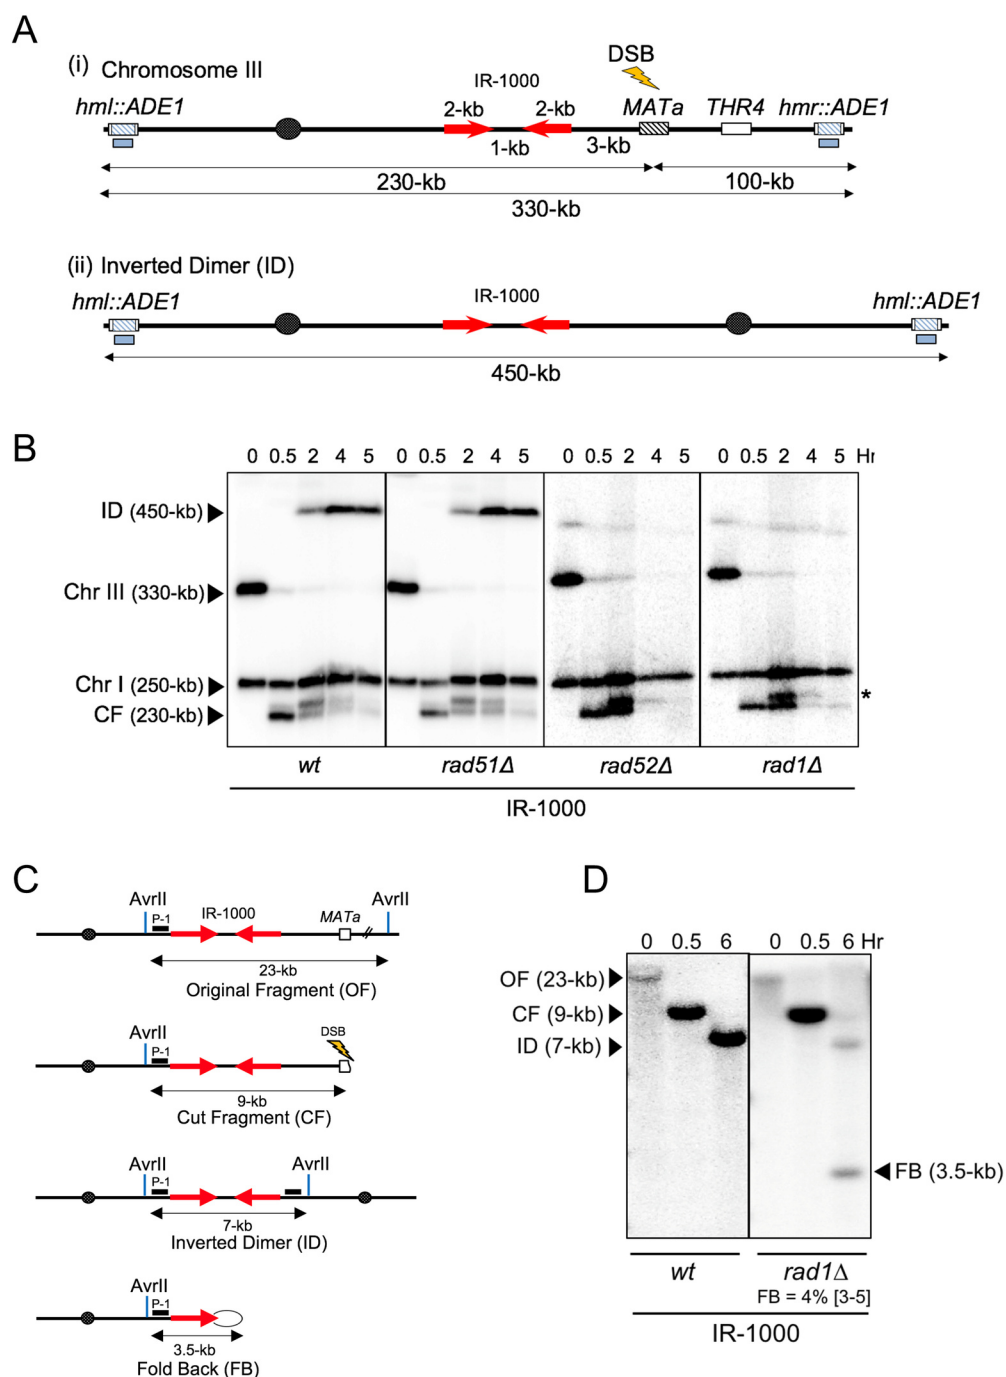 A
(i) Chromosome III
DSB
IR-1000
hml::ADE1
2-kb 2-kb
MATa THR4 hmr::ADE1
1-kb 3-kb
230-kb 100-kb
330-kb
(ii) Inverted Dimer (ID)
IR-1000
hml::ADE1 hml::ADE1
450-kb
B
0 0.5 2 4 5 0 0.5 2 4 5 0 0.5 2 4 5 0 0.5 2 4 5 Hr
ID (450-kb)
Chr III (330-kb)
Chr I (250-kb)
*
CF (230-kb)
wt rad51Δ rad52Δ rad1Δ
IR-1000
C
AvrII IR-1000 MATa AvrII
P-1
23-kb
Original Fragment (OF)
AvrII DSB
P-1
9-kb
Cut Fragment (CF)
AvrII AvrII
P-1
7-kb
Inverted Dimer (ID)
AvrII
P-1
3.5-kb
Fold Back (FB)
D
0 0.5 6 0 0.5 6 Hr
OF (23-kb)
CF (9-kb)
ID (7-kb)
FB (3.5-kb)
wt rad1Δ
FB = 4% [3-5]
IR-1000